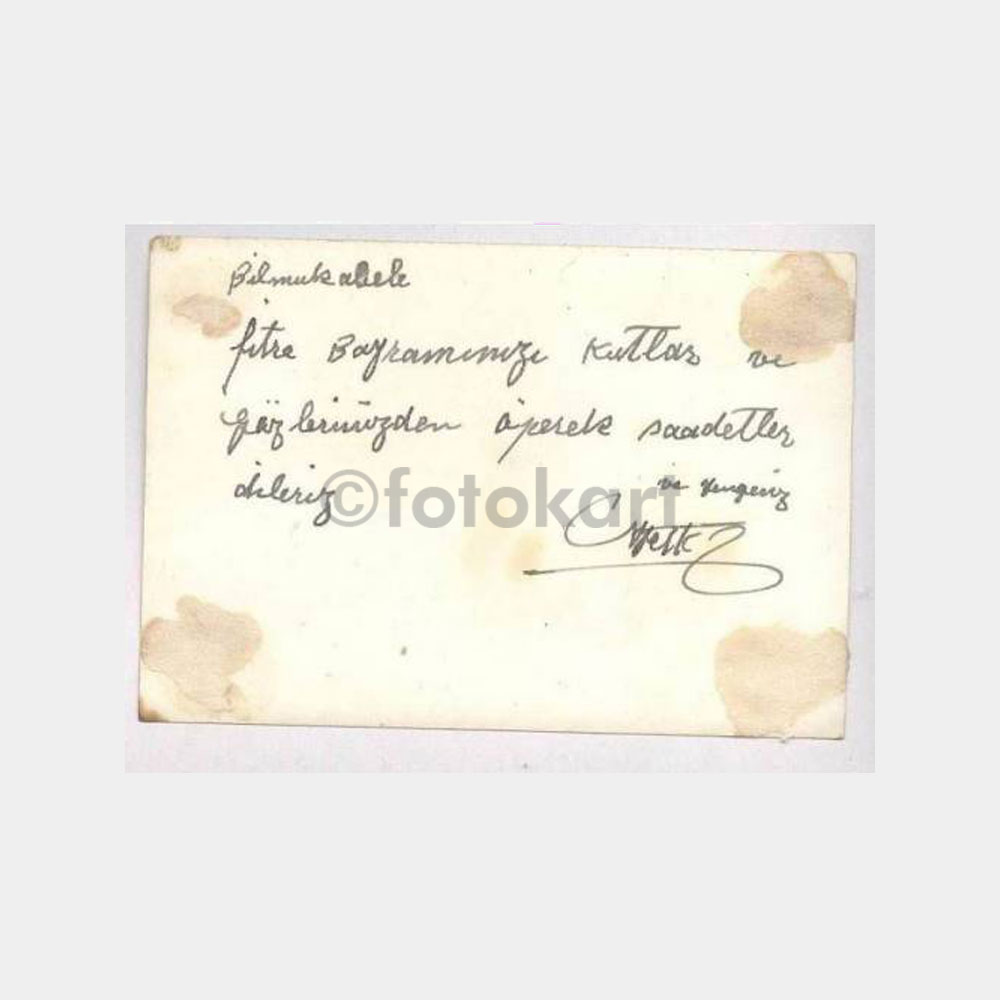 Bilmukabele
fitre Bayramınızı kutlar ve
gözlerinizden öperek saadetler
dileriz
©fotokart
ve yengeniz